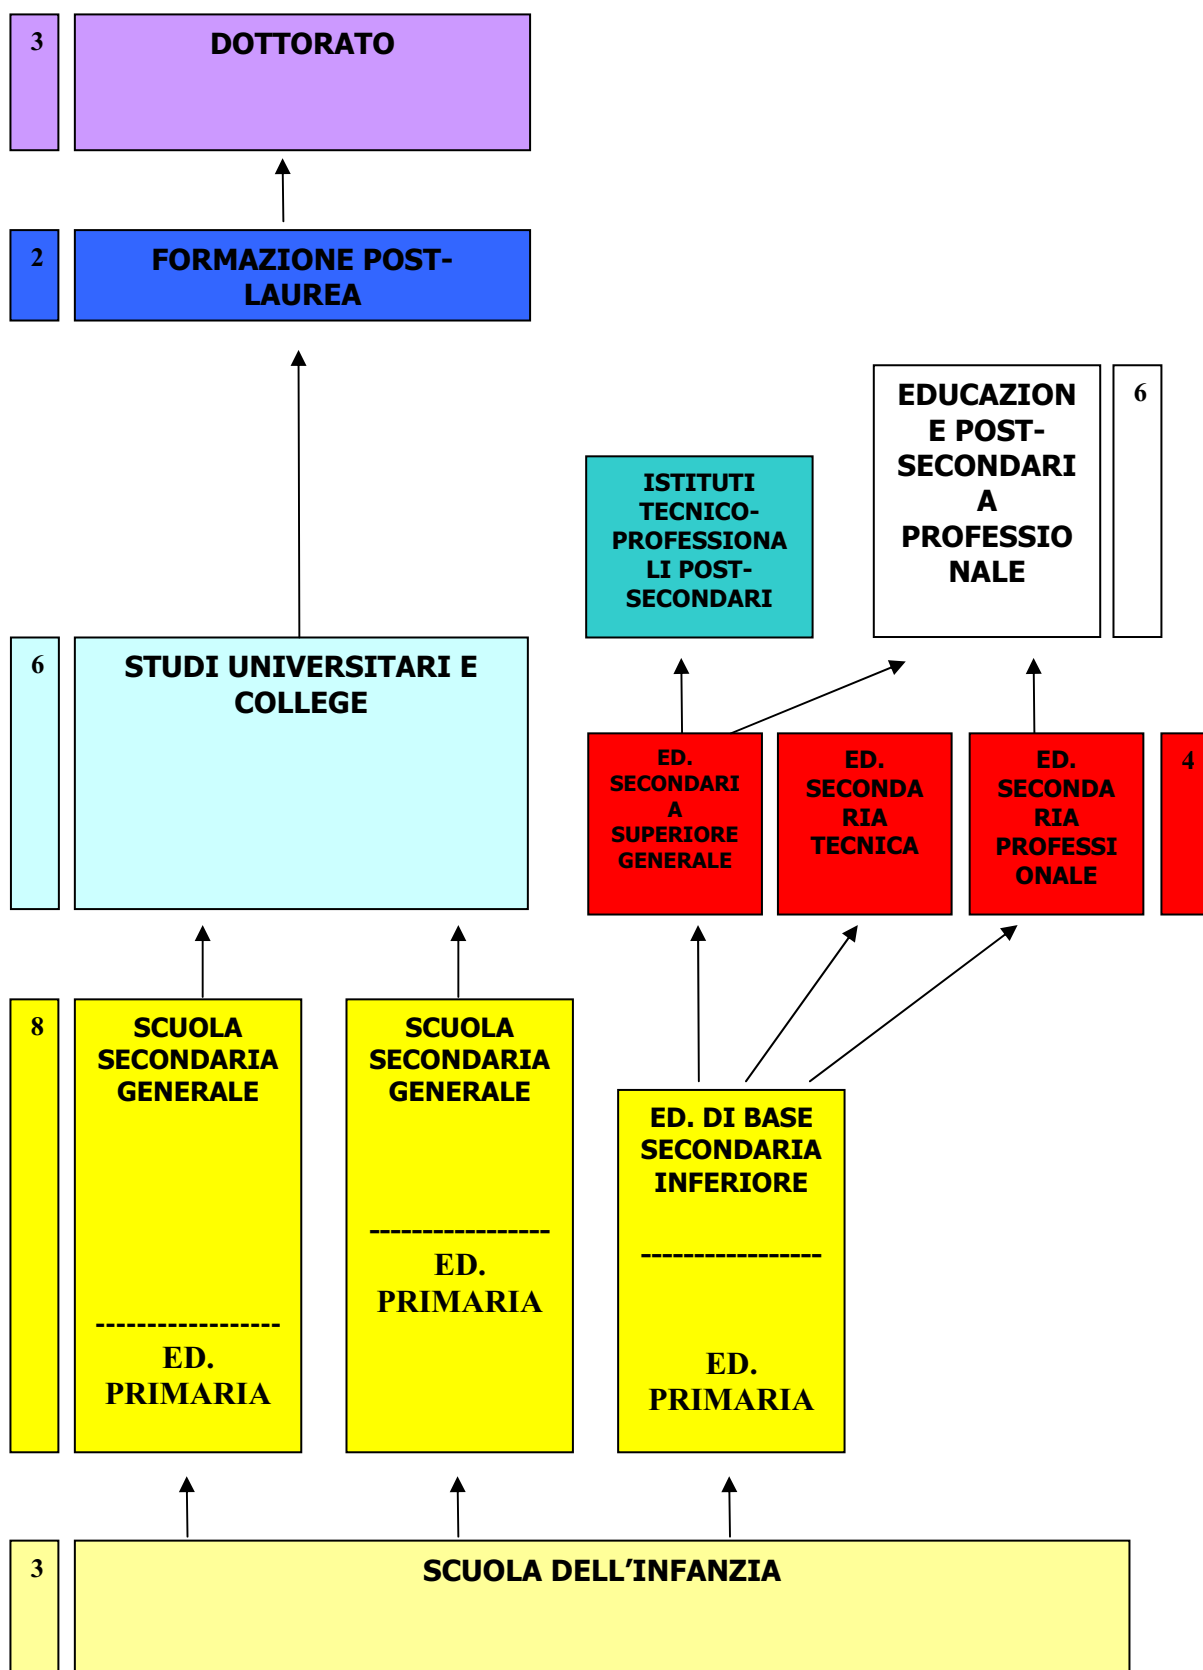 3
DOTTORATO
2
FORMAZIONE POST-
LAUREA
EDUCAZION
E POST-
SECONDARI
A
PROFESSIO
NALE
6
ISTITUTI
TECNICO-
PROFESSIONA
LI POST-
SECONDARI
6
STUDI UNIVERSITARI E
COLLEGE
ED.
SECONDARI
A
SUPERIORE
GENERALE
ED.
SECONDA
RIA
TECNICA
ED.
SECONDA
RIA
PROFESSI
ONALE
4
8
SCUOLA
SECONDARIA
GENERALE
------------------
ED.
PRIMARIA
SCUOLA
SECONDARIA
GENERALE
-----------------
ED.
PRIMARIA
ED. DI BASE
SECONDARIA
INFERIORE
-----------------
ED.
PRIMARIA
3
SCUOLA DELL’INFANZIA